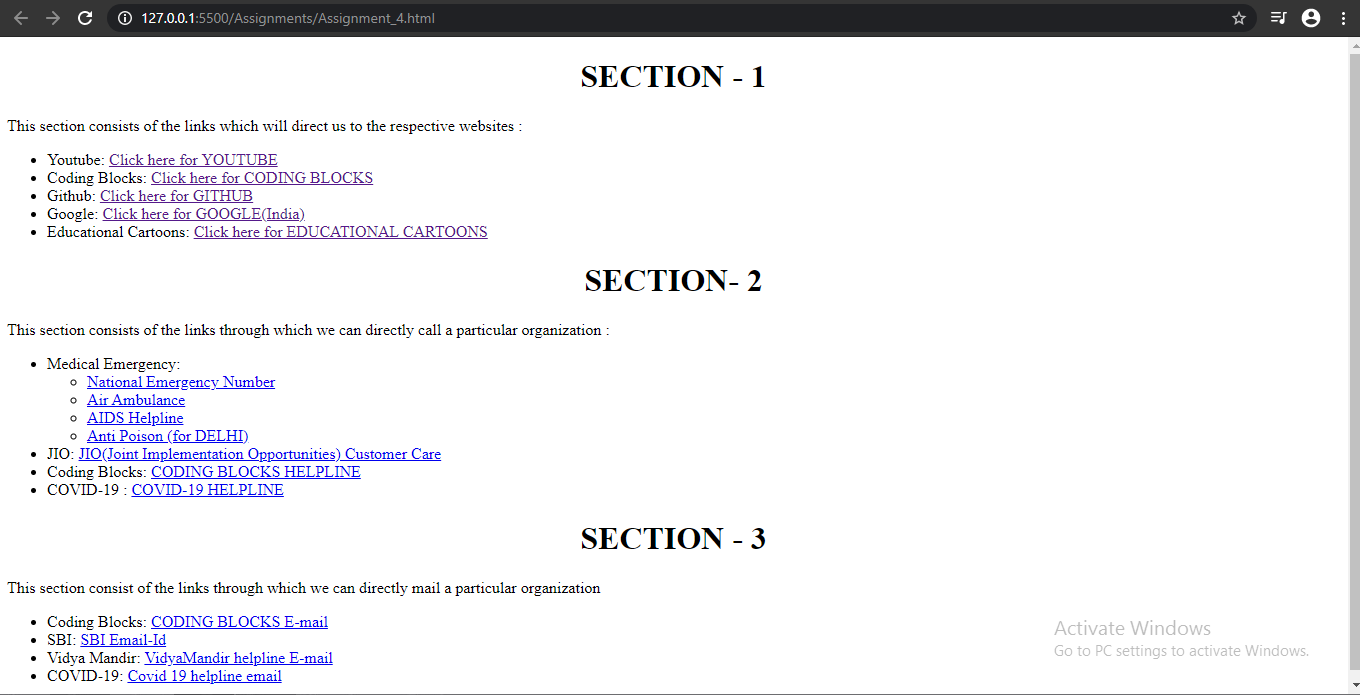 127.0.0.1:5500/Assignments/Assignment_4.html
SECTION - 1
This section consists of the links which will direct us to the respective websites :
Youtube: Click here for YOUTUBE
Coding Blocks: Click here for CODING BLOCKS
Github: Click here for GITHUB
Google: Click here for GOOGLE(India)
Educational Cartoons: Click here for EDUCATIONAL CARTOONS
SECTION- 2
This section consists of the links through which we can directly call a particular organization :
Medical Emergency:
National Emergency Number
Air Ambulance
AIDS Helpline
Anti Poison (for DELHI)
JIO: JIO(Joint Implementation Opportunities) Customer Care
Coding Blocks: CODING BLOCKS HELPLINE
COVID-19 : COVID-19 HELPLINE
SECTION - 3
This section consist of the links through which we can directly mail a particular organization
Coding Blocks: CODING BLOCKS E-mail
SBI: SBI Email-Id
Vidya Mandir: VidyaMandir helpline E-mail
COVID-19: Covid 19 helpline email
Activate Windows
Go to PC settings to activate Windows.